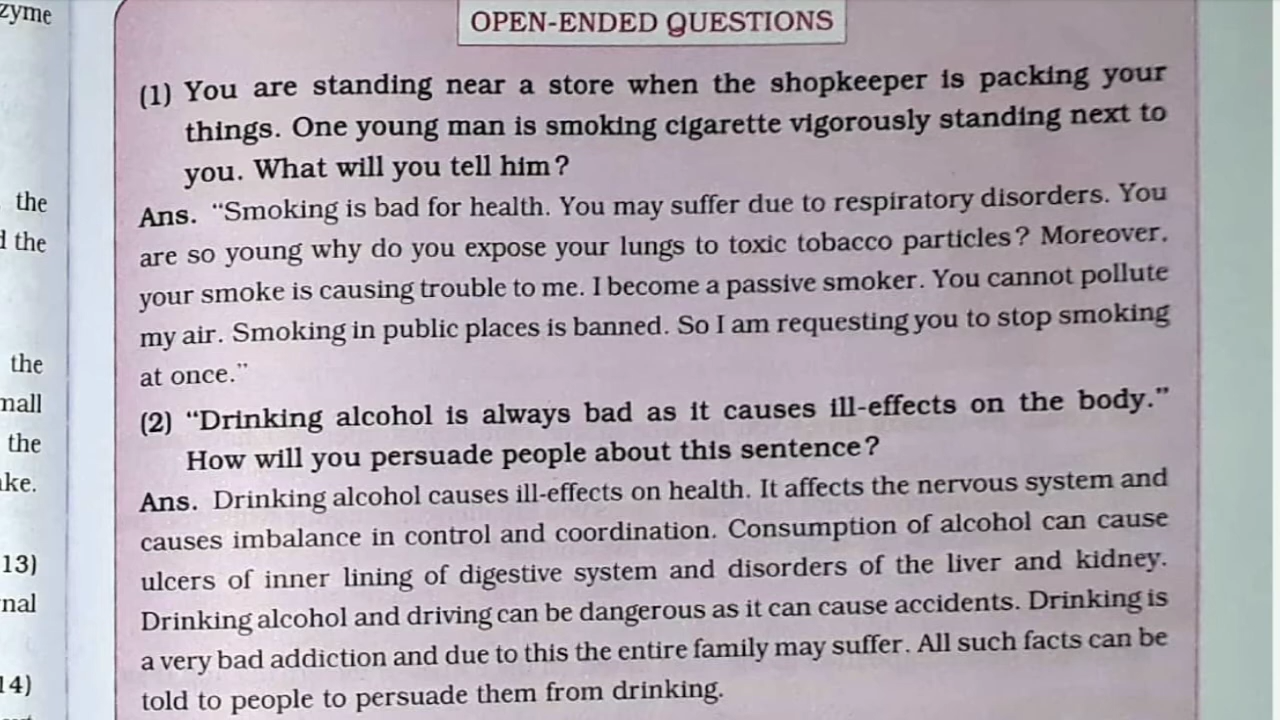 zyme
the
d the
the
mall
the
ake.
13)
nal
14)
OPEN-ENDED QUESTIONS
(1) You are standing near a store when the shopkeeper is packing your
things. One young man is smoking cigarette vigorously standing next to
you. What will you tell him?
Ans. “Smoking is bad for health. You may suffer due to respiratory disorders. You
are so young why do you expose your lungs to toxic tobacco particles? Moreover,
your smoke is causing trouble to me. I become a passive smoker. You cannot pollute
my air. Smoking in public places is banned. So I am requesting you to stop smoking
at once.”
(2) “Drinking alcohol is always bad as it causes ill-effects on the body.”
How will you persuade people about this sentence?
Ans. Drinking alcohol causes ill-effects on health. It affects the nervous system and
causes imbalance in control and coordination. Consumption of alcohol can cause
ulcers of inner lining of digestive system and disorders of the liver and kidney.
Drinking alcohol and driving can be dangerous as it can cause accidents. Drinking is
a very bad addiction and due to this the entire family may suffer. All such facts can be
told to people to persuade them from drinking.